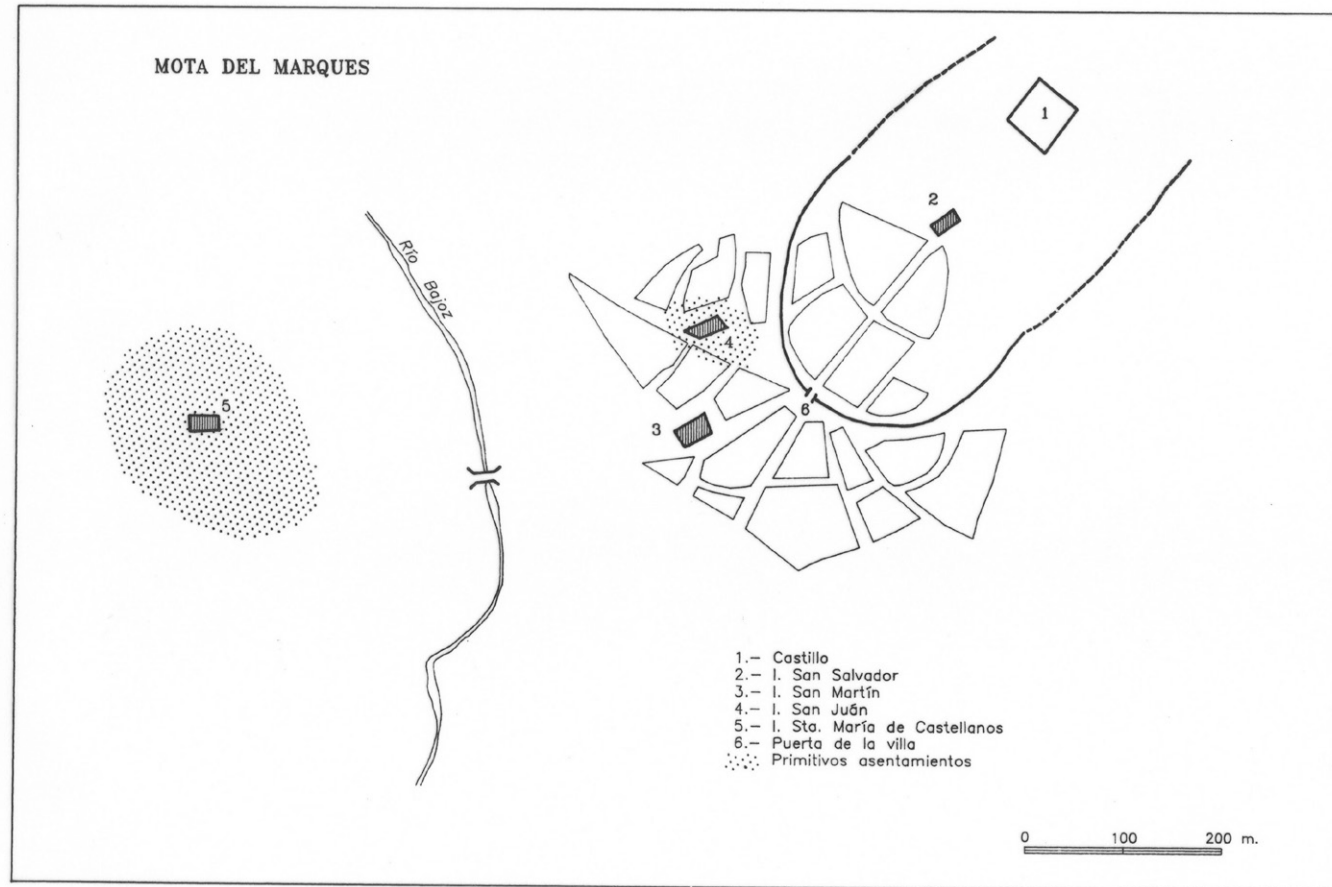 MOTA DEL MARQUES
1
2
Río Bajoz
4
5
3
6
1.- Castillo
2.- I. San Salvador
3.- I. San Martín
4.- I. San Juán
5.- I. Sta. María de Castellanos
6.- Puerta de la villa
Primitivos asentamientos
0 100 200 m.